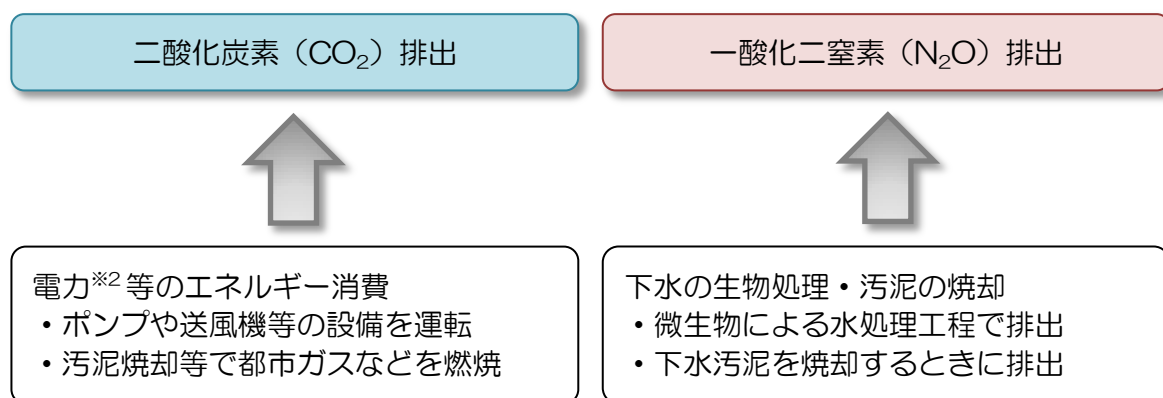 二酸化炭素（CO₂）排出
一酸化二窒素（N₂O）排出
電力※2 等のエネルギー消費
・ポンプや送風機等の設備を運転
・汚泥焼却等で都市ガスなどを燃焼
下水の生物処理・汚泥の焼却
・微生物による水処理工程で排出
・下水汚泥を焼却するときに排出